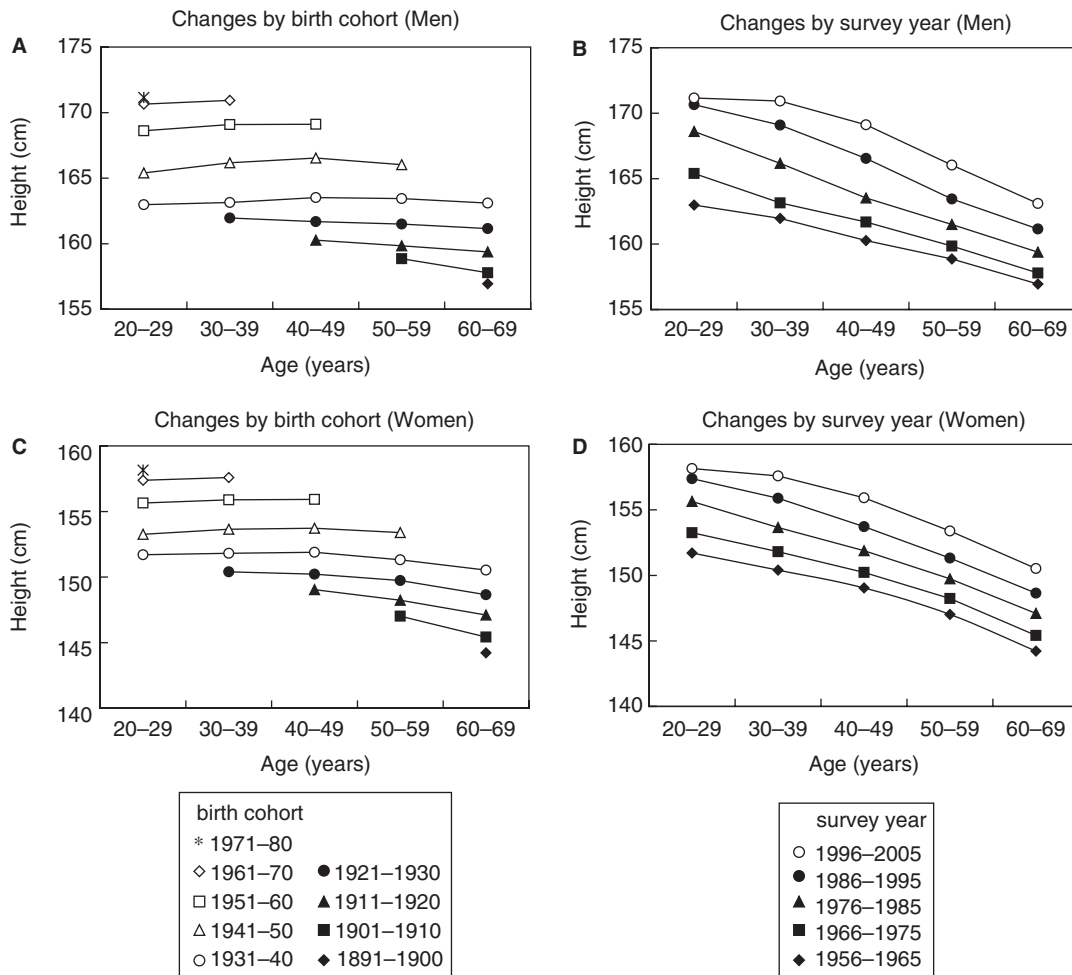 Changes by birth cohort (Men)
A
175
170
165
160
155
Height (cm)
20–29 30–39 40–49 50–59 60–69
Age (years)
Changes by survey year (Men)
B
175
170
165
160
155
Height (cm)
20–29 30–39 40–49 50–59 60–69
Age (years)
Changes by birth cohort (Women)
C
160
155
150
145
140
Height (cm)
20–29 30–39 40–49 50–59 60–69
Age (years)
Changes by survey year (Women)
D
160
155
150
145
140
Height (cm)
20–29 30–39 40–49 50–59 60–69
Age (years)
birth cohort
1971–80
1961–70 1921–1930
1951–60 1911–1920
1941–50 1901–1910
1931–40 1891–1900
survey year
1996–2005
1986–1995
1976–1985
1966–1975
1956–1965